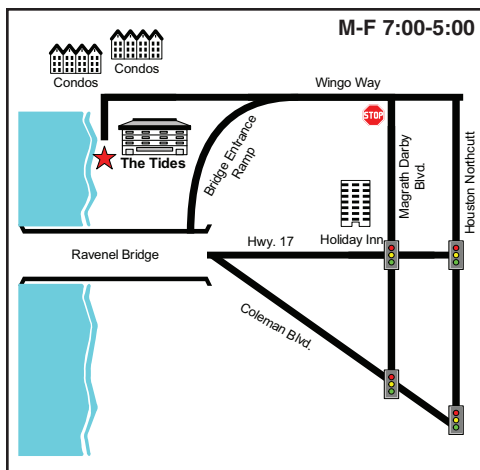 M-F 7:00-5:00
Condos
Condos
Wingo Way
STOP
The Tides
Bridge Entrance
Ramp
Magrath Darby
Blvd.
Houston Northcutt
Hwy. 17
Holiday Inn
Ravenel Bridge
Coleman Blvd.